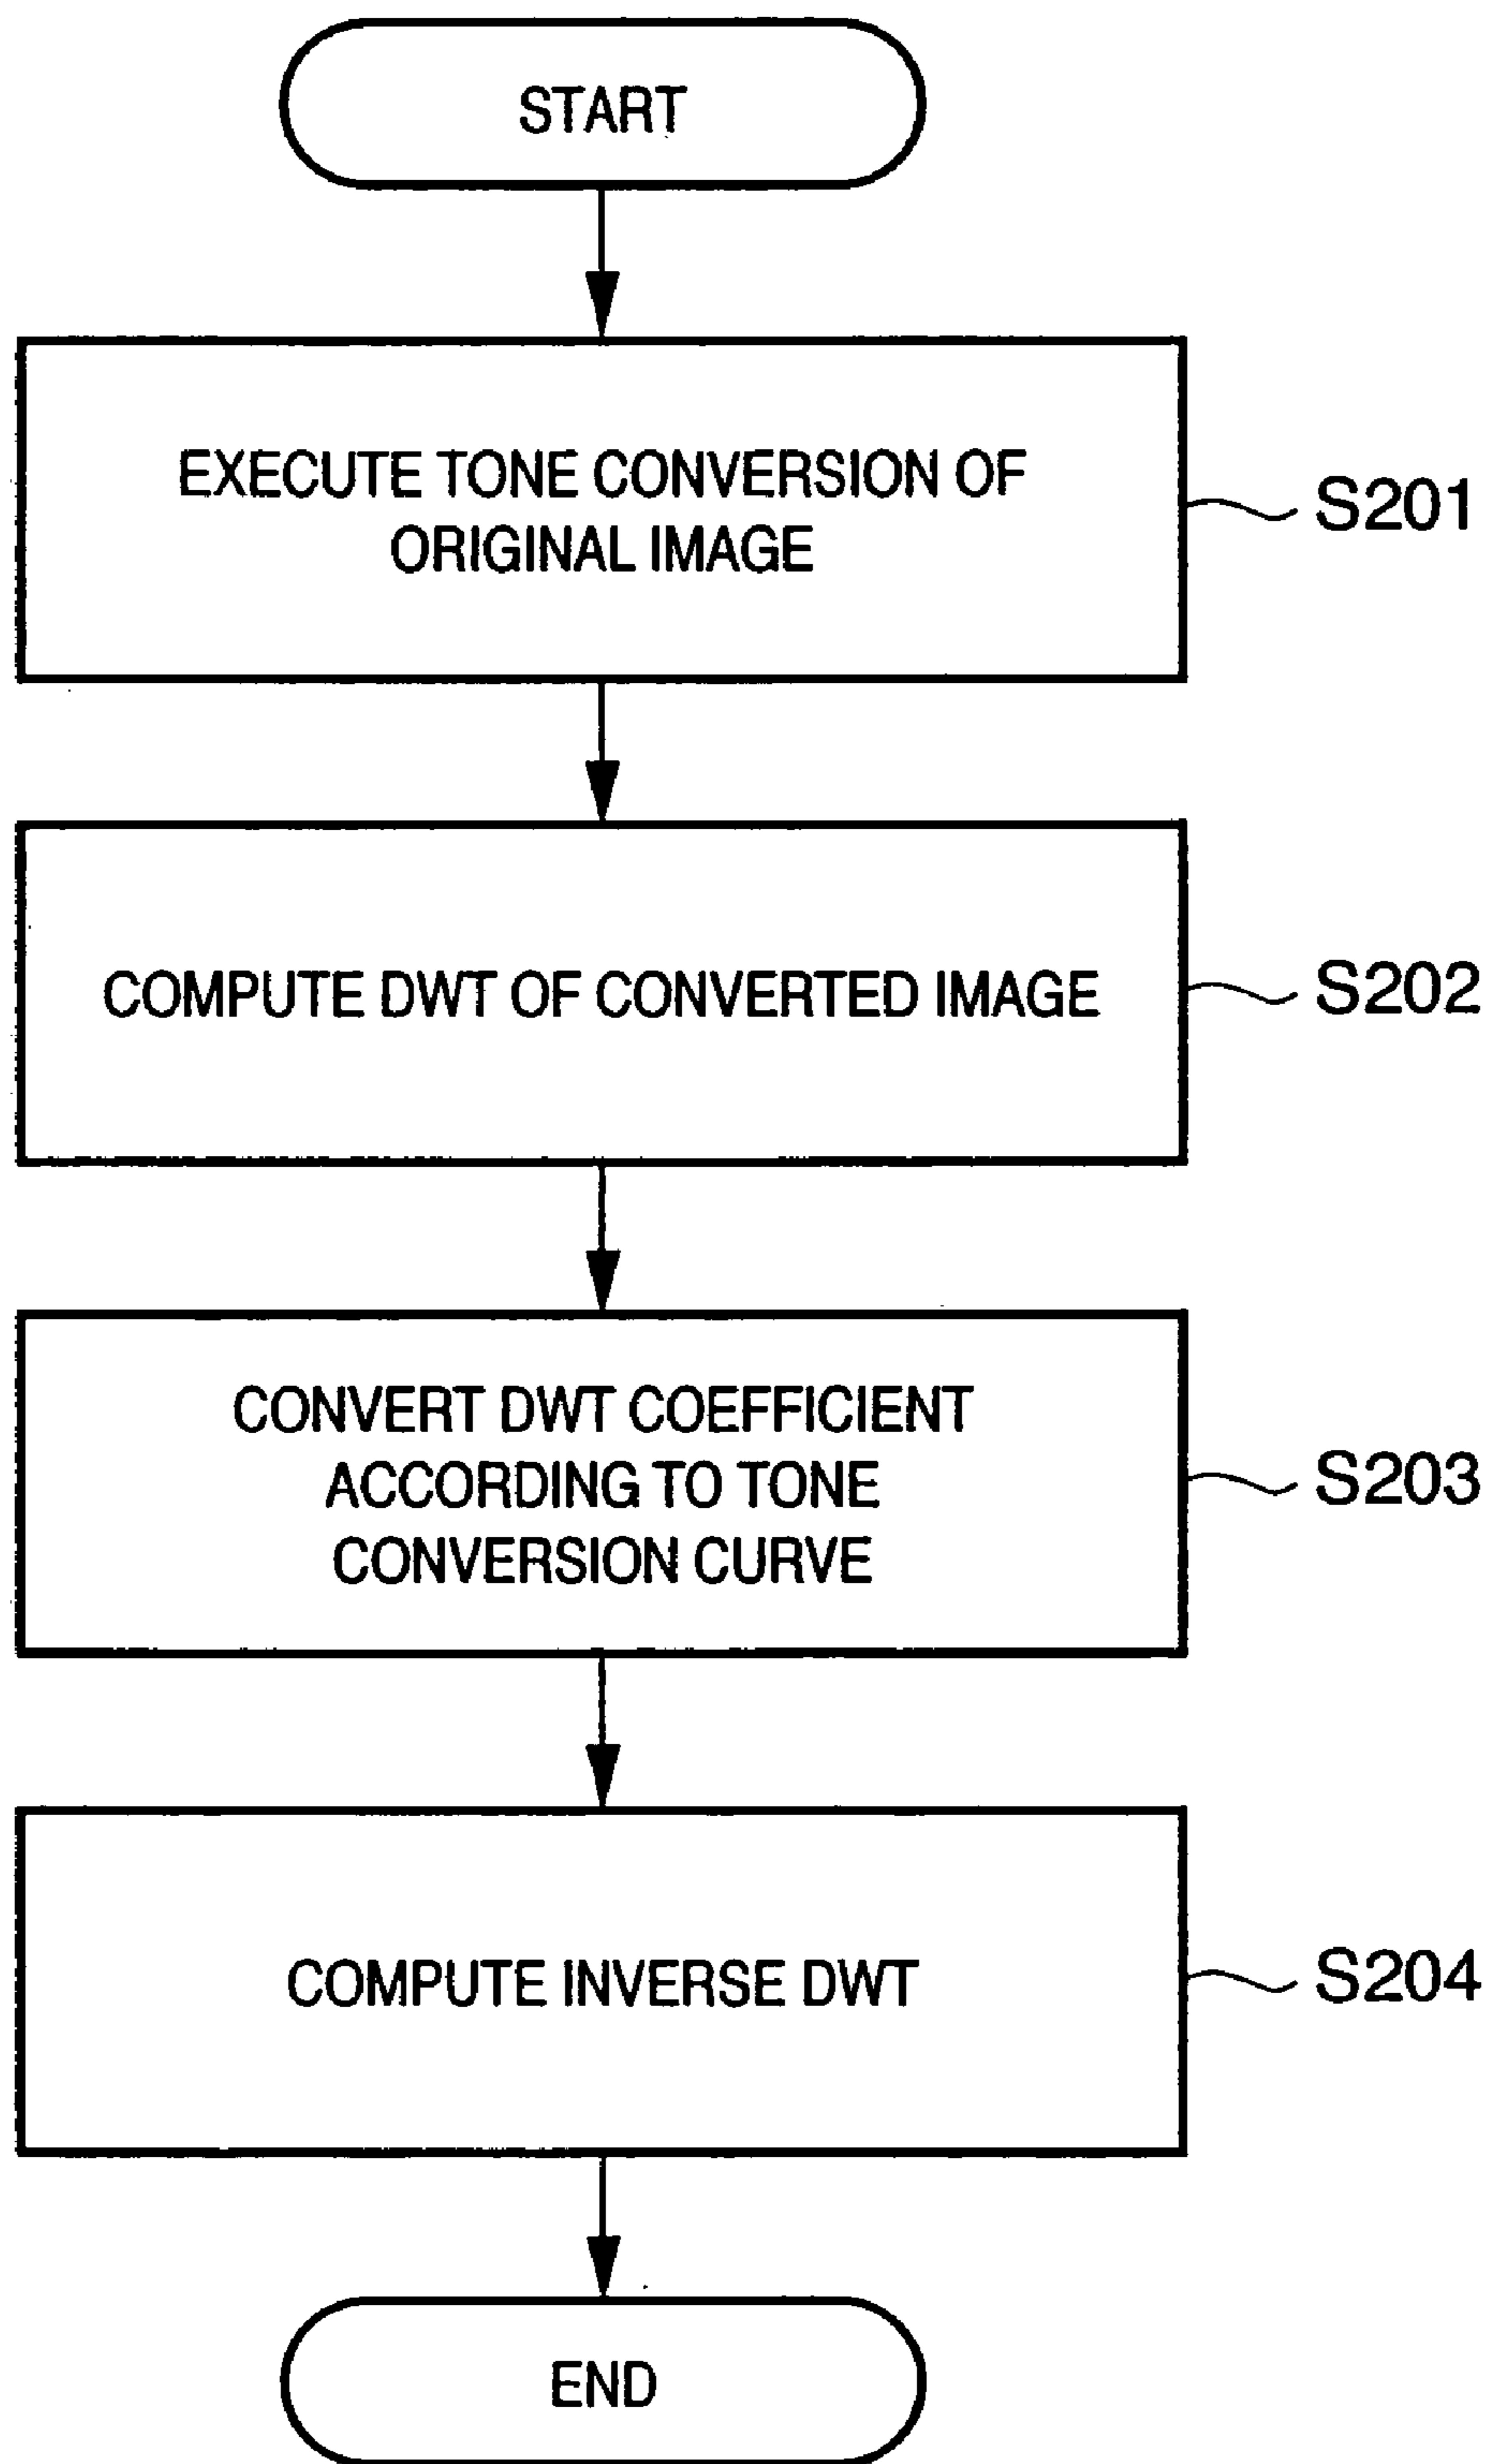 START
EXECUTE TONE CONVERSION OF
ORIGINAL IMAGE
S201
COMPUTE DWT OF CONVERTED IMAGE
S202
CONVERT DWT COEFFICIENT
ACCORDING TO TONE
CONVERSION CURVE
S203
COMPUTE INVERSE DWT
S204
END